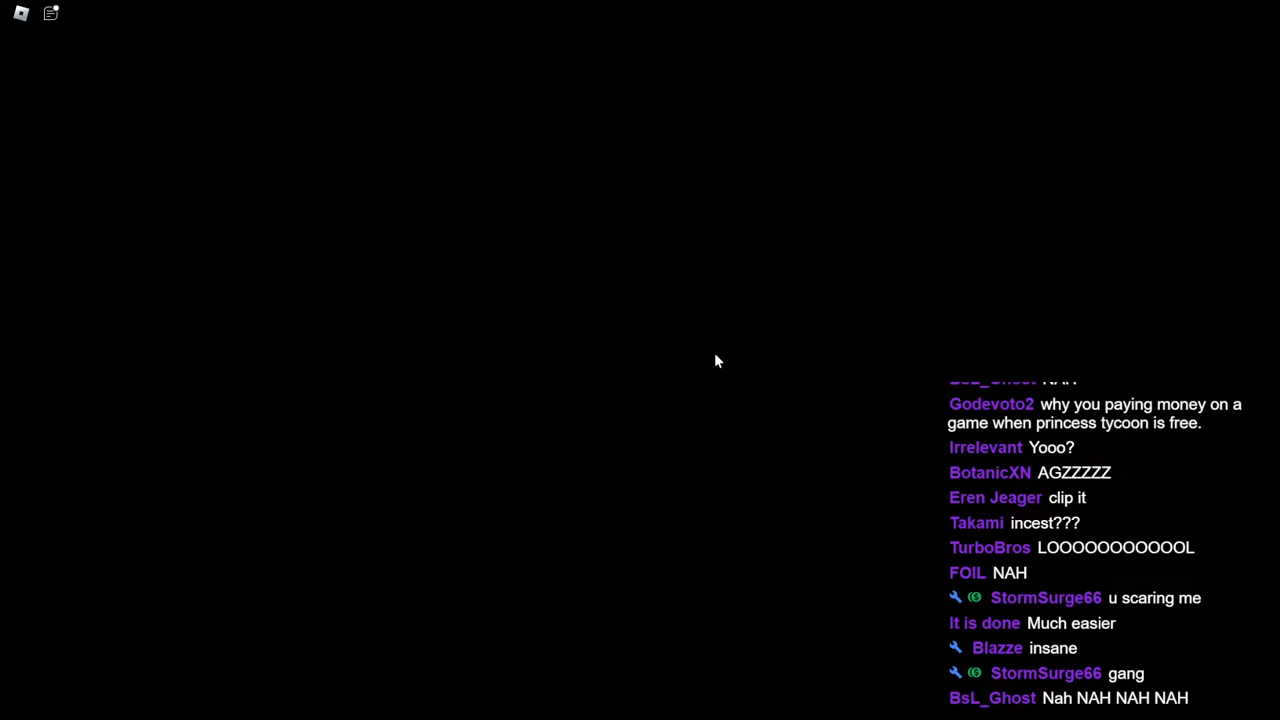 BsL_Ghost NAH
Godevoto2 why you paying money on a
game when princess tycoon is free.
Irrelevant Yooo?
BotanicXN AGZZZZZ
Eren Jeager clip it
Takami incest???
TurboBros LOOOOOOOOOOOL
FOIL NAH
StormSurge66 u scaring me
It is done Much easier
Blazze insane
StormSurge66 gang
BsL_Ghost Nah NAH NAH NAH